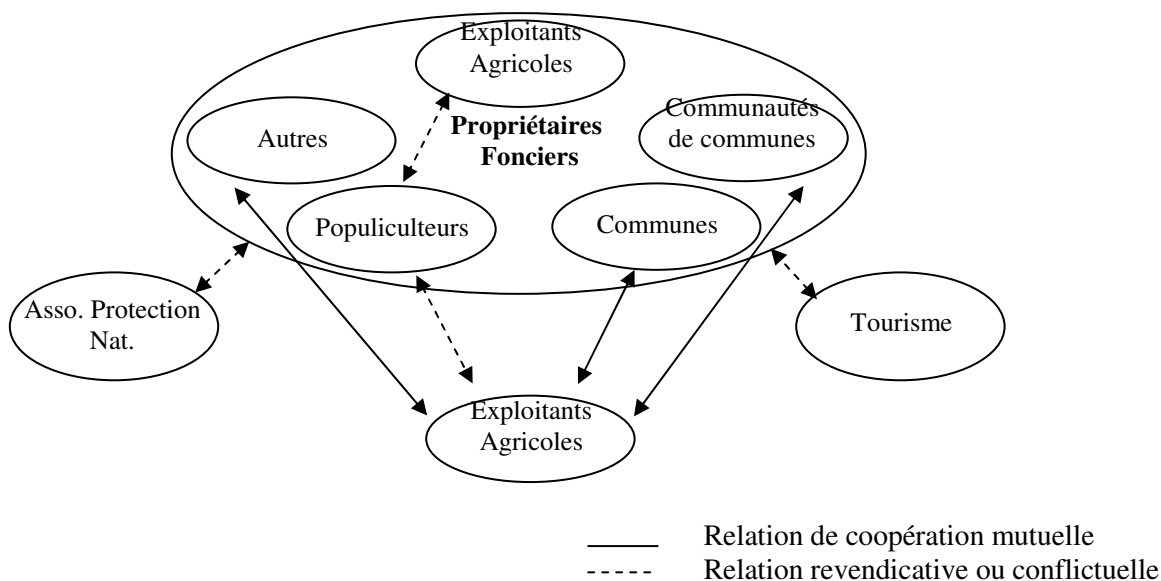 Exploitants
Agricoles
Communautés
de communes
Autres
Propriétaires
Fonciers
Populiculteurs
Communes
Asso. Protection
Nat.
Tourisme
Exploitants
Agricoles
Relation de coopération mutuelle
Relation revendicative ou conflictuelle